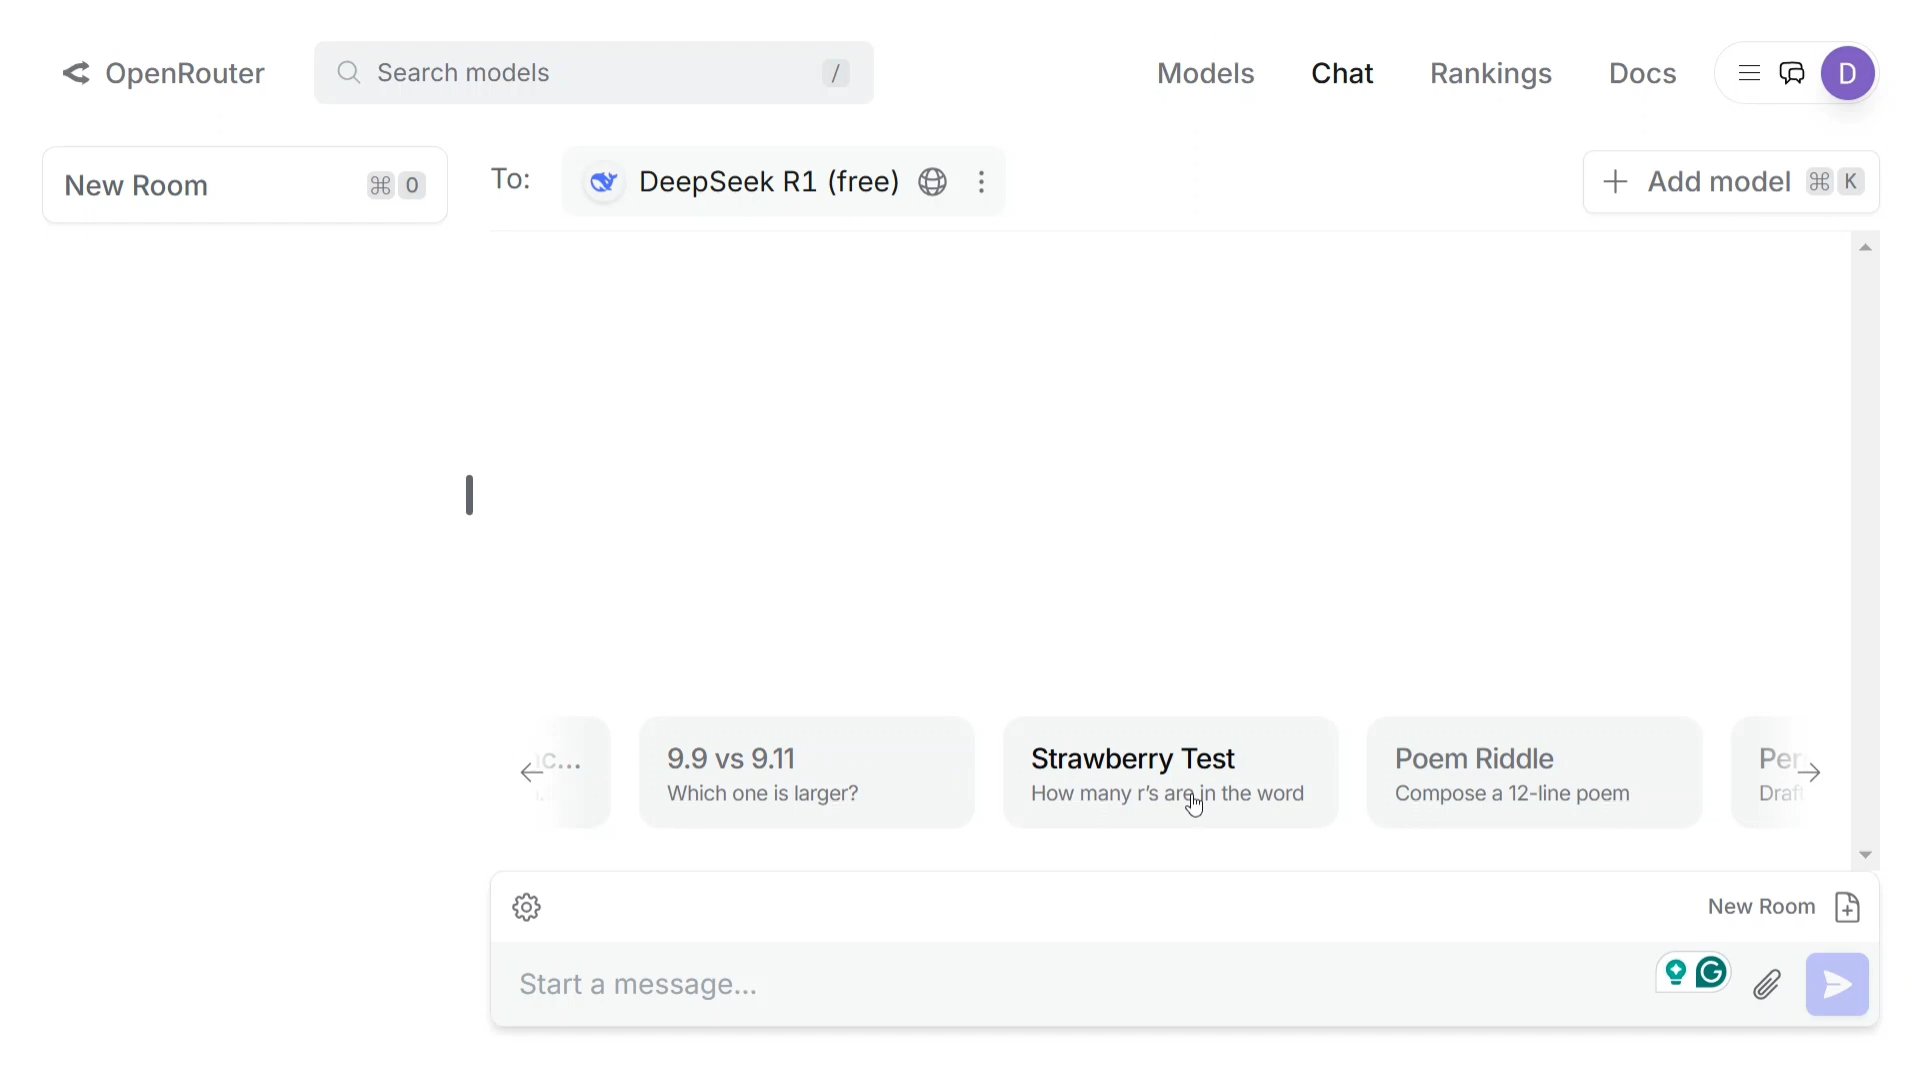 OpenRouter
Search models
/
Models
Chat
Rankings
Docs
D
New Room
⌘ 0
To:
DeepSeek R1 (free)
Add model ⌘ K
c...
9.9 vs 9.11
Which one is larger?
Strawberry Test
How many r's are in the word
Poem Riddle
Compose a 12-line poem
Per
Draft
New Room
Start a message...